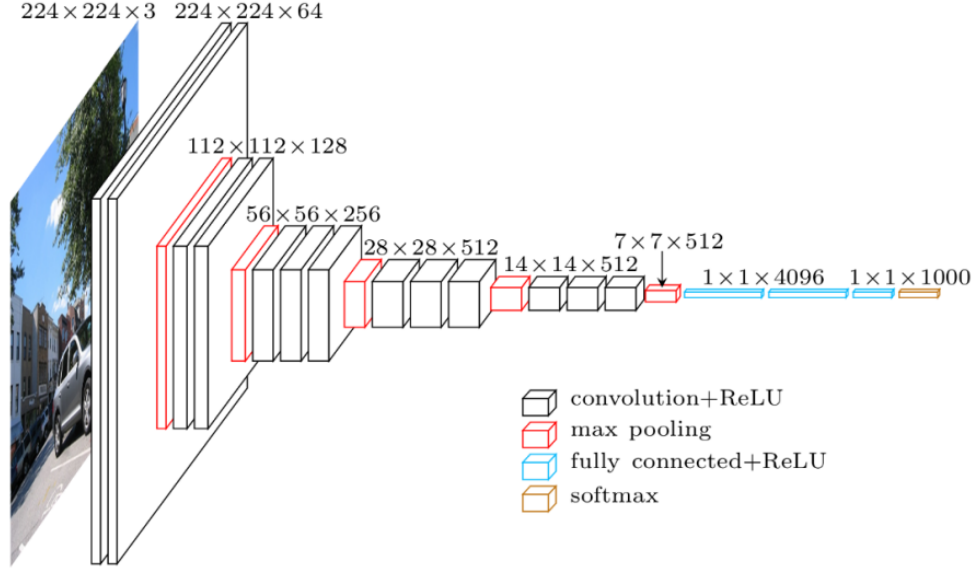 224×224×3
224×224×64
112×112×128
56×56×256
28×28×512
14×14×512
7×7×512
1×1×4096
1×1×1000
convolution+ReLU
max pooling
fully connected+ReLU
softmax